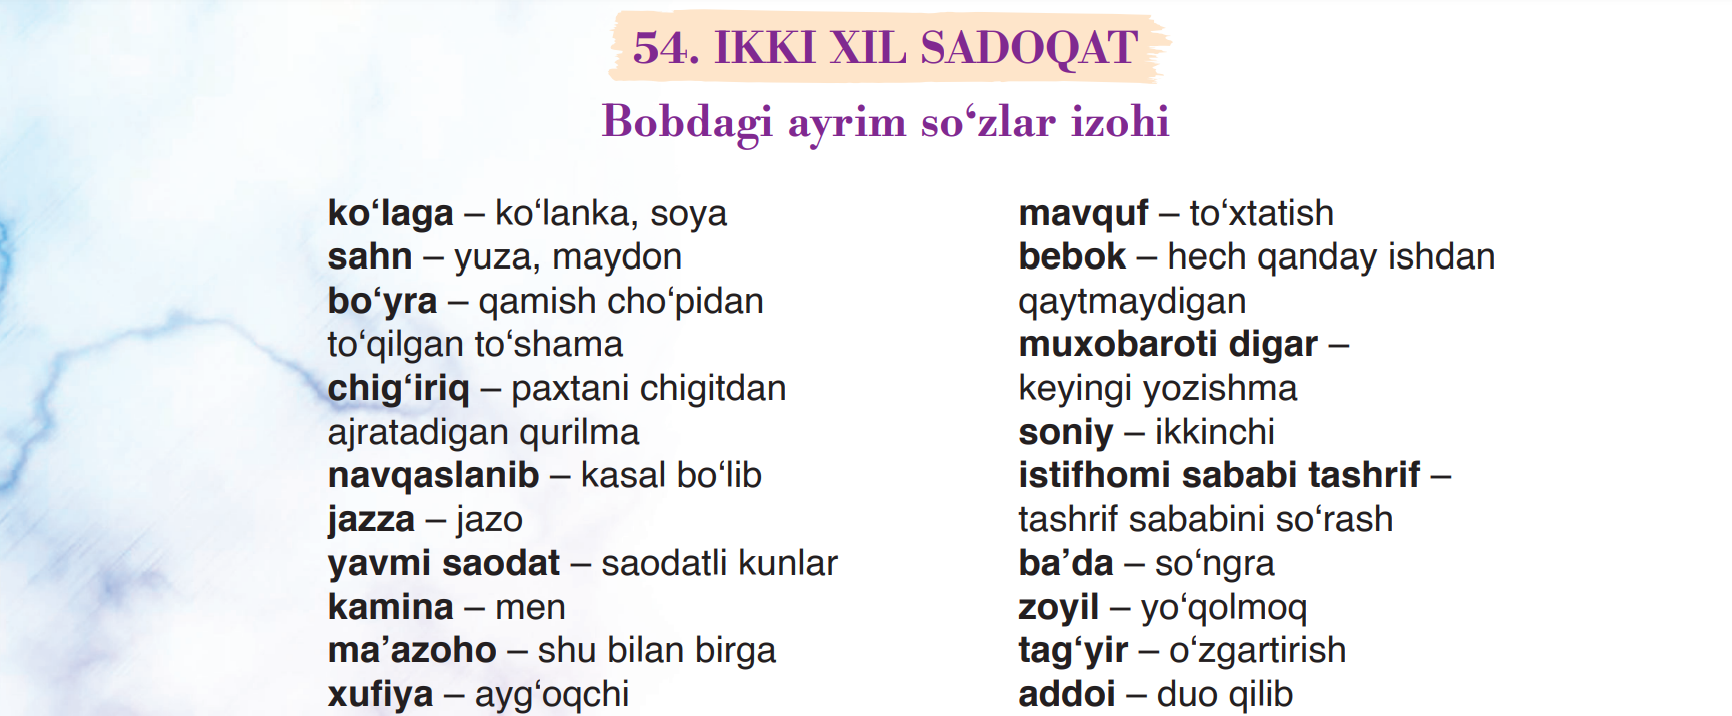 54. IKKI XIL SADOQAT
Bobdagi ayrim so‘zlar izohi
ko‘laga – ko‘lanka, soya
sahn – yuza, maydon
bo‘yra – qamish cho‘pidan
to‘qilgan to‘shama
chig‘iriq – paxtani chigitdan
ajratadigan qurilma
navqaslanib – kasal bo‘lib
jazza – jazo
yavmi saodat – saodatli kunlar
kamina – men
ma’azoho – shu bilan birga
xufiya – ayg‘oqchi
mavquf – to‘xtatish
bebok – hech qanday ishdan
qaytmaydigan
muxobaroti digar –
keyingi yozishma
soniy – ikkinchi
istifhomi sababi tashrif –
tashrif sababini so‘rash
ba’da – so‘ngra
zoyil – yo‘qolmoq
tag‘yir – o‘zgartirish
addoi – duo qilib